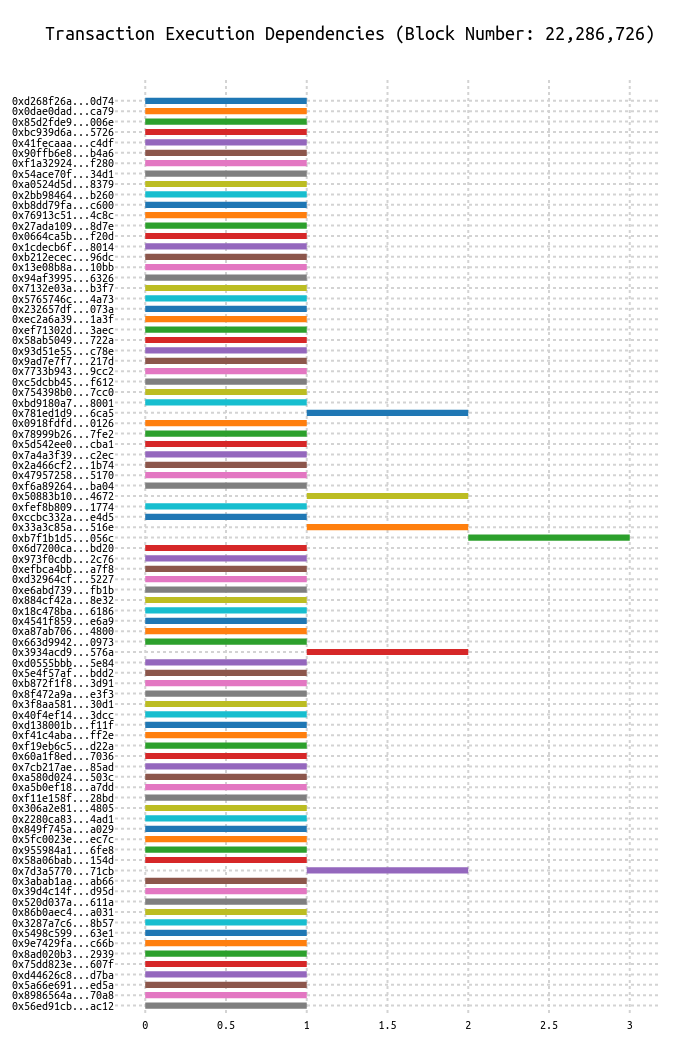 Transaction Execution Dependencies (Block Number: 22,286,726)
0xd268f26a...0d74
0x0dae0dad...ca79
0x85d2fde9...006e
0xbc939d6a...5726
0x41fecaaa...c4df
0x90ffb6e8...b4a6
0xf1a32924...f280
0x54ace70f...34d1
0xa0524d5d...8379
0x2bb98464...b260
0xb8dd79fa...c600
0x76913c51...4c8c
0x27ada109...8d7e
0x0664ca5b...f20d
0x1cdecb6f...8014
0xb212ecec...96dc
0x13e08b8a...10bb
0x94af3995...6326
0x7132e03a...b3f7
0x5765746c...4a73
0x232657df...073a
0xec2a6a39...1a3f
0xef71302d...3aec
0x58ab5049...722a
0x93d51e55...c78e
0x9ad7e7f7...217d
0x7733b943...9cc2
0xc5dcbb45...f612
0x754398b0...7cc0
0xbd9180a7...8001
0x781ed1d9...6ca5
0x0918fdfd...0126
0x78999b26...7fe2
0x5d542ee0...cba1
0x7a4a3f39...c2ec
0x2a466cf2...1b74
0x47957258...5170
0xf6a89264...ba04
0x50883b10...4672
0xfef8b809...1774
0xccbc332a...e4d5
0x33a3c85a...516e
0xb7f1b1d5...056c
0x6d7200ca...bd20
0x973f0cdb...2c76
0xefbca4bb...a7f8
0xd32964cf...5227
0xe6abd739...fb1b
0x884cf42a...8e32
0x18c478ba...6186
0x4541f859...e6a9
0xa87ab706...4800
0x663d9942...0973
0x3934acd9...576a
0xd0555bbb...5e84
0x5e4f57af...bdd2
0xb872f1f8...3d91
0x8f472a9a...e3f3
0x3f8aa581...30d1
0x40f4ef14...3dcc
0xd138001b...f11f
0xf41c4aba...ff2e
0xf19eb6c5...d22a
0x60a1f8ed...7036
0x7cb217ae...85ad
0xa580d024...503c
0xa5b0ef18...a7dd
0xf11e158f...28bd
0x306a2e81...4805
0x2280ca83...4ad1
0x849f745a...a029
0x5fc0023e...ec7c
0x955984a1...6fe8
0x58a06bab...154d
0x7d3a5770...71cb
0x3abab1aa...ab66
0x39d4c14f...d95d
0x520d037a...611a
0x86b0aec4...a031
0x3287a7c6...8b57
0x5498c599...63e1
0x9e7429fa...c66b
0x8ad020b3...2939
0x75dd823e...607f
0xd44626c8...d7ba
0x5a66e691...ed5a
0x8986564a...70a8
0x56ed91cb...ac12
0 0.5 1 1.5 2 2.5 3